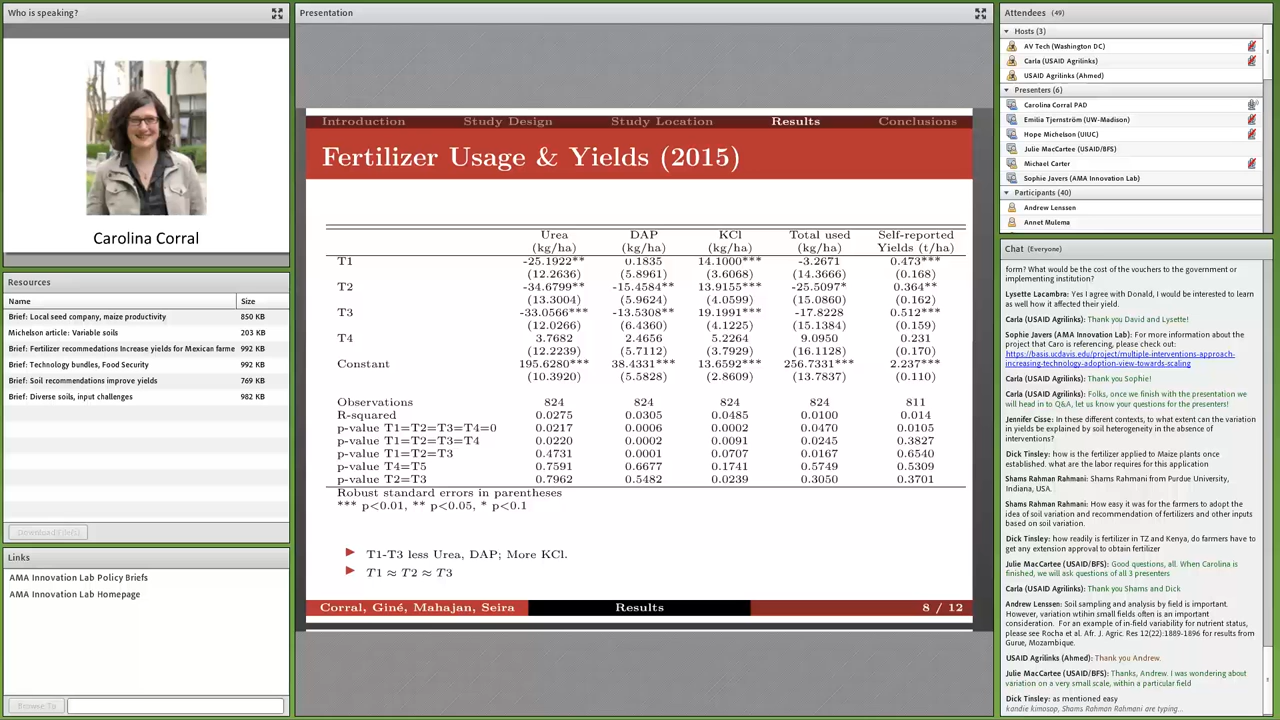 Who is speaking?
Carolina Corral
Resources
Name Size
Brief: Local seed company, maize productivity 850 KB
Michelson article: Variable soils 203 KB
Brief: Fertilizer recommedations Increase yields for Mexican farme 992 KB
Brief: Technology bundles, Food Security 992 KB
Brief: Soil recommendations improve yields 769 KB
Brief: Diverse soils, input challenges 982 KB
Download File(s)
Links
AMA Innovation Lab Policy Briefs
AMA Innovation Lab Homepage
Browse To
Presentation
Introduction Study Design Study Location Results Conclusions
Fertilizer Usage & Yields (2015)
Urea DAP KCl Total used Self-reported
(kg/ha) (kg/ha) (kg/ha) (kg/ha) Yields (t/ha)
T1 -25.1922** 0.1835 14.1000*** -3.2671 0.473***
(12.2636) (5.8961) (3.6068) (14.3666) (0.168)
T2 -34.6799** -15.4584** 13.9155*** -25.5097* 0.364**
(13.3004) (5.9624) (4.0599) (15.0860) (0.162)
T3 -33.0566*** -13.5308** 19.1991*** -17.8228 0.512***
(12.0266) (6.4360) (4.1225) (15.1384) (0.159)
T4 3.7682 2.4656 5.2264 9.0950 0.231
(12.2239) (5.7112) (3.7929) (16.1128) (0.170)
Constant 195.6280*** 38.4331*** 13.6592*** 256.7331*** 2.237***
(10.3920) (5.5828) (2.8609) (13.7837) (0.110)
Observations 824 824 824 824 811
R-squared 0.0275 0.0305 0.0485 0.0100 0.014
p-value T1=T2=T3=T4=0 0.0217 0.0006 0.0002 0.0470 0.0105
p-value T1=T2=T3=T4 0.0220 0.0002 0.0091 0.0245 0.3827
p-value T1=T2=T3 0.4731 0.0001 0.0707 0.0167 0.6540
p-value T4=T5 0.7591 0.6677 0.1741 0.5749 0.5309
p-value T2=T3 0.7962 0.5482 0.0239 0.3050 0.3701
Robust standard errors in parentheses
*** p<0.01, ** p<0.05, * p<0.1
T1-T3 less Urea, DAP; More KCl.
T1 ≈ T2 ≈ T3
Corral, Giné, Mahajan, Seira Results 8 / 12
Attendees (49)
Hosts (3)
AV Tech (Washington DC)
Carla (USAID Agrilinks)
USAID Agrilinks (Ahmed)
Presenters (6)
Carolina Corral PAD
Emilia Tjernström (UW-Madison)
Hope Michelson (UIUC)
Julie MacCartee (USAID/BFS)
Michael Carter
Sophie Javers (AMA Innovation Lab)
Participants (40)
Andrew Lenssen
Annet Mulema
Chat (Everyone)
form? What would be the cost of the vouchers to the government or
implementing institution?
Lysette Lacambra: Yes I agree with Donald, I would be interested to learn
as well how it affected their yield.
Carla (USAID Agrilinks): Thank you David and Lysette!
Sophie Javers (AMA Innovation Lab): For more information about the
project that Caro is referencing, please check out:
https://basis.ucdavis.edu/project/multiple-interventions-approach-
increasing-technology-adoption-view-towards-scaling
Carla (USAID Agrilinks): Thank you Sophie!
Carla (USAID Agrilinks): Folks, once we finish with the presentation we
will head in to Q&A, let us know your questions for the presenters!
Jennifer Cisse: In these different contexts, to what extent can the variation
in yields be explained by soil heterogeneity in the absence of
interventions?
Dick Tinsley: how is the fertilizer applied to Maize plants once
established. what are the labor requires for this application
Shams Rahman Rahmani: Shams Rahmani from Purdue University,
Indiana, USA.
Shams Rahman Rahmani: How easy it was for the farmers to adopt the
idea of soil variation and recommendation of fertilizers and other inputs
based on soil variation.
Dick Tinsley: how readily is fertilizer in TZ and Kenya, do farmers have to
get any extension approval to obtain fertilizer
Julie MacCartee (USAID/BFS): Good questions, all. When Carolina is
finished, we will ask questions of all 3 presenters
Carla (USAID Agrilinks): Thank you Shams and Dick
Andrew Lenssen: Soil sampling and analysis by field is important.
However, variation wtihin small fields often is an important
consideration. For an example of in-field variability for nutrient status,
please see Rocha et al. Afr. J. Agric. Res 12(22):1889-1896 for results from
Gurue, Mozambique.
USAID Agrilinks (Ahmed): Thank you Andrew.
Julie MacCartee (USAID/BFS): Thanks, Andrew. I was wondering about
variation on a very small scale, within a particular field
Dick Tinsley: as mentioned easy
kandie kimosop, Shams Rahman Rahmani are typing...